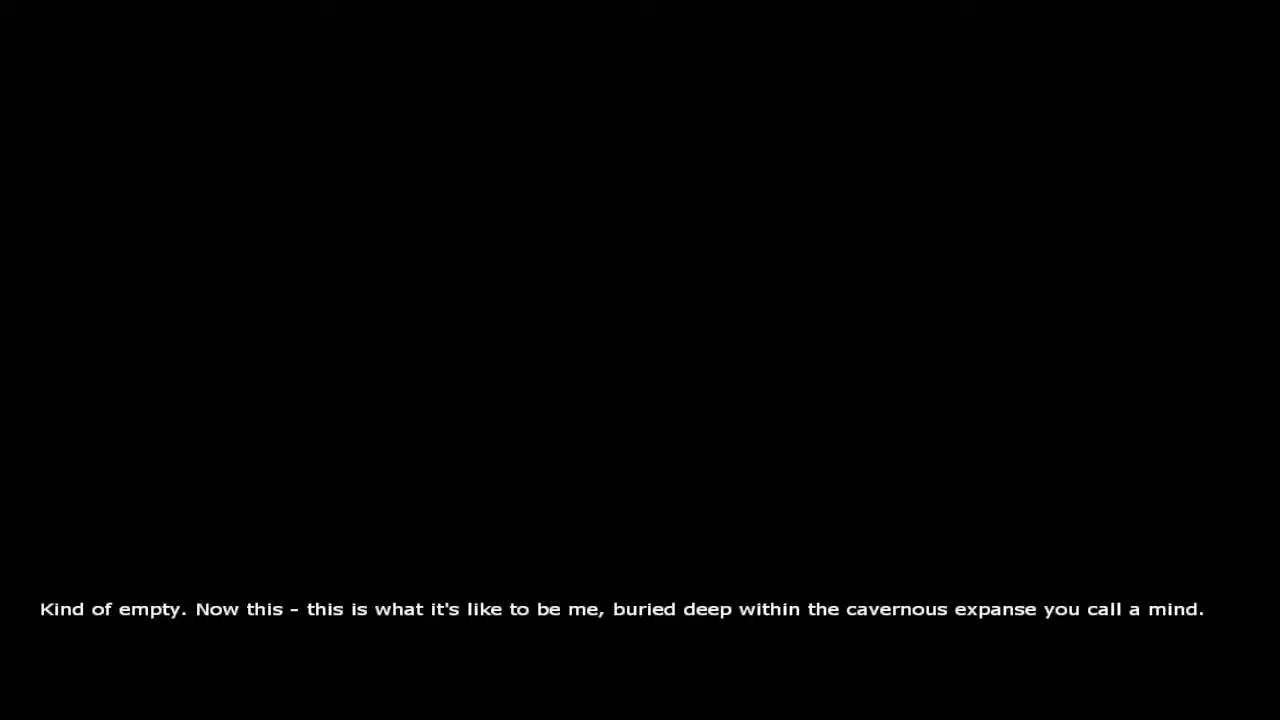 Kind of empty. Now this - this is what it's like to be me, buried deep within the cavernous expanse you call a mind.